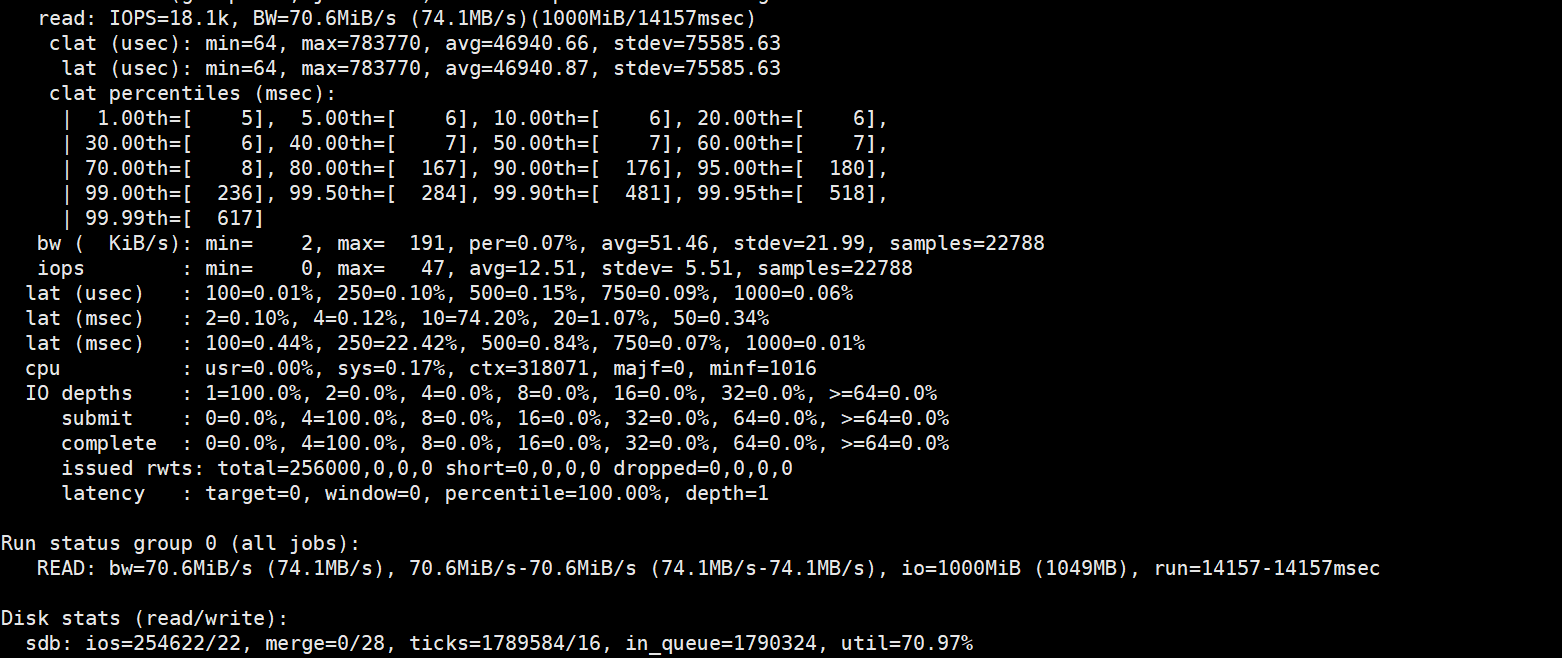 read: IOPS=18.1k, BW=70.6MiB/s (74.1MB/s)(1000MiB/14157msec)
clat (usec): min=64, max=783770, avg=46940.66, stdev=75585.63
lat (usec): min=64, max=783770, avg=46940.87, stdev=75585.63
clat percentiles (msec):
|  1.00th=[    5],  5.00th=[    6], 10.00th=[    6], 20.00th=[    6],
| 30.00th=[    6], 40.00th=[    7], 50.00th=[    7], 60.00th=[    7],
| 70.00th=[    8], 80.00th=[  167], 90.00th=[  176], 95.00th=[  180],
| 99.00th=[  236], 99.50th=[  284], 99.90th=[  481], 99.95th=[  518],
| 99.99th=[  617]
bw (  KiB/s): min=    2, max=  191, per=0.07%, avg=51.46, stdev=21.99, samples=22788
iops        : min=    0, max=   47, avg=12.51, stdev= 5.51, samples=22788
lat (usec)   : 100=0.01%, 250=0.10%, 500=0.15%, 750=0.09%, 1000=0.06%
lat (msec)   : 2=0.10%, 4=0.12%, 10=74.20%, 20=1.07%, 50=0.34%
lat (msec)   : 100=0.44%, 250=22.42%, 500=0.84%, 750=0.07%, 1000=0.01%
cpu          : usr=0.00%, sys=0.17%, ctx=318071, majf=0, minf=1016
IO depths    : 1=100.0%, 2=0.0%, 4=0.0%, 8=0.0%, 16=0.0%, 32=0.0%, >=64=0.0%
submit    : 0=0.0%, 4=100.0%, 8=0.0%, 16=0.0%, 32=0.0%, 64=0.0%, >=64=0.0%
complete  : 0=0.0%, 4=100.0%, 8=0.0%, 16=0.0%, 32=0.0%, 64=0.0%, >=64=0.0%
issued rwts: total=256000,0,0,0 short=0,0,0,0 dropped=0,0,0,0
latency   : target=0, window=0, percentile=100.00%, depth=1
Run status group 0 (all jobs):
READ: bw=70.6MiB/s (74.1MB/s), 70.6MiB/s-70.6MiB/s (74.1MB/s-74.1MB/s), io=1000MiB (1049MB), run=14157-14157msec
Disk stats (read/write):
sdb: ios=254622/22, merge=0/28, ticks=1789584/16, in_queue=1790324, util=70.97%